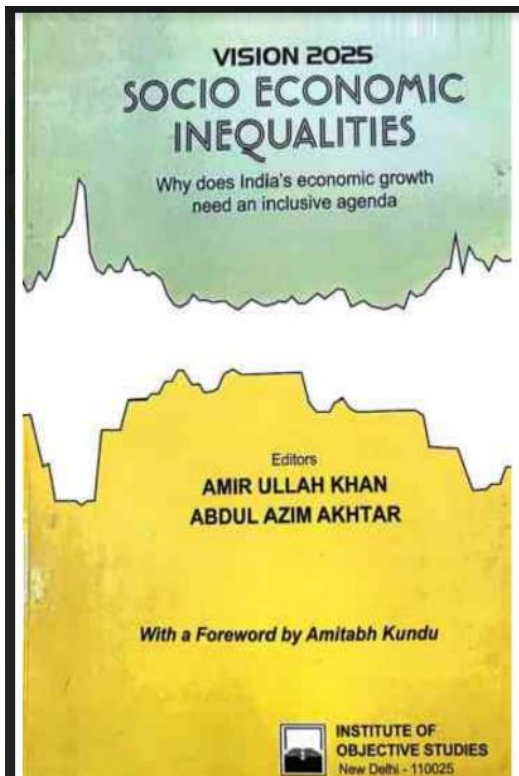 VISION 2025
SOCIO ECONOMIC
INEQUALITIES
Why does India's economic growth
need an inclusive agenda
Editors
AMIR ULLAH KHAN
ABDUL AZIM AKHTAR
With a Foreword by Amitabh Kundu
INSTITUTE OF
OBJECTIVE STUDIES
New Delhi - 110025